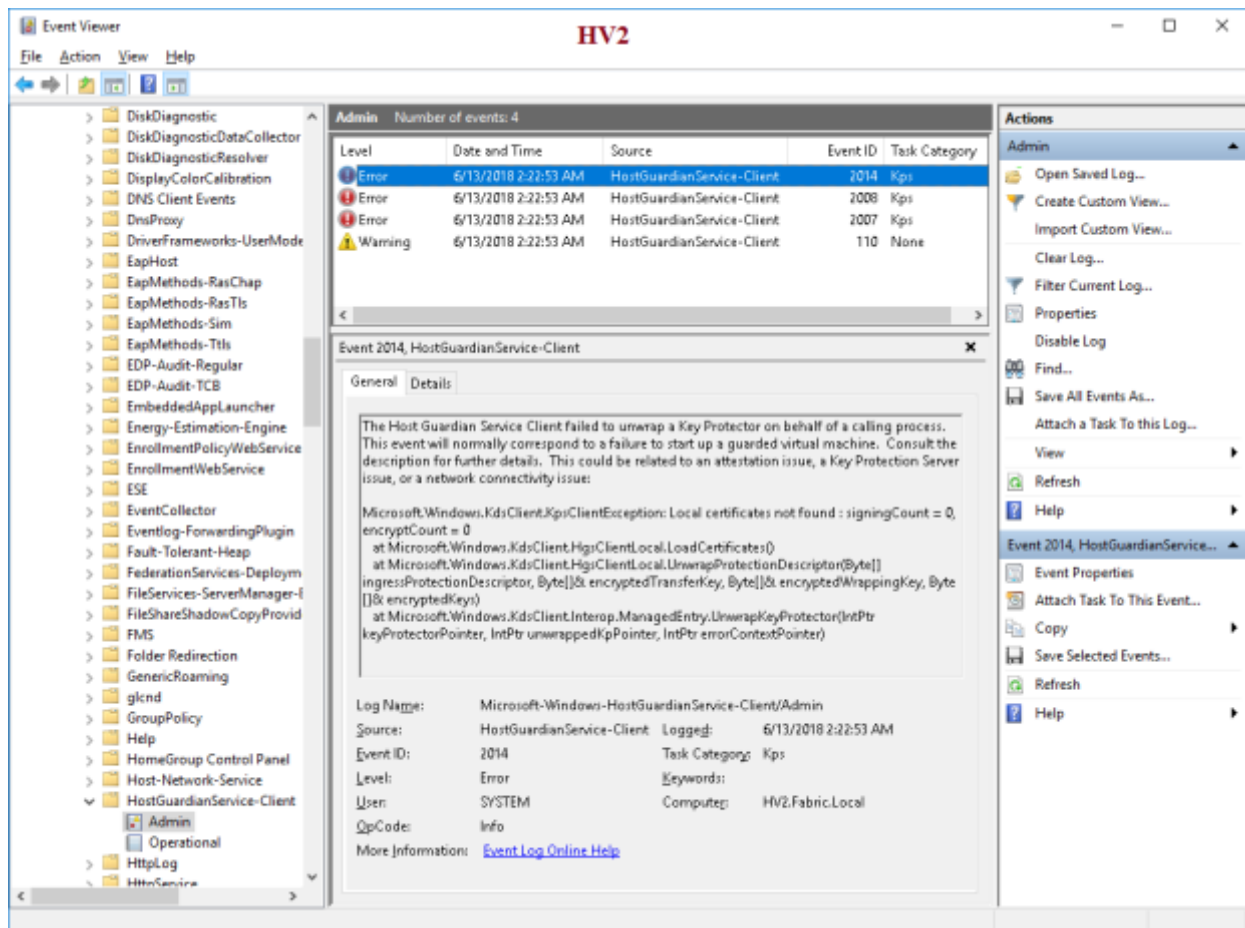 Event Viewer
HV2
File Action View Help
DiskDiagnostic
DiskDiagnosticDataCollector
DiskDiagnosticResolver
DisplayColorCalibration
DNS Client Events
DnsProxy
DriverFrameworks-UserMode
EapHost
EapMethods-RasChap
EapMethods-RasTls
EapMethods-Sim
EapMethods-Ttls
EDP-Audit-Regular
EDP-Audit-TCB
EmbeddedAppLauncher
Energy-Estimation-Engine
EnrollmentPolicyWebService
EnrollmentWebService
ESE
EventCollector
Eventlog-ForwardingPlugin
Fault-Tolerant-Heap
FederationServices-Deploym
FileServices-ServerManager-E
FileShareShadowCopyProvid
FMS
Folder Redirection
GenericRoaming
glcnd
GroupPolicy
Help
HomeGroup Control Panel
Host-Network-Service
HostGuardianService-Client
Admin
Operational
HttpLog
HttpService
Admin Number of events: 4
Level Date and Time Source Event ID Task Category
Error 6/13/2018 2:22:53 AM HostGuardianService-Client 2014 Kps
Error 6/13/2018 2:22:53 AM HostGuardianService-Client 2008 Kps
Error 6/13/2018 2:22:53 AM HostGuardianService-Client 2007 Kps
Warning 6/13/2018 2:22:53 AM HostGuardianService-Client 110 None
Event 2014, HostGuardianService-Client
General Details
The Host Guardian Service Client failed to unwrap a Key Protector on behalf of a calling process.
This event will normally correspond to a failure to start up a guarded virtual machine. Consult the
description for further details. This could be related to an attestation issue, a Key Protection Server
issue, or a network connectivity issue:
Microsoft.Windows.KdsClient.KpsClientException: Local certificates not found : signingCount = 0,
encryptCount = 0
at Microsoft.Windows.KdsClient.HgsClientLocal.LoadCertificates()
at Microsoft.Windows.KdsClient.HgsClientLocal.UnwrapProtectionDescriptor(Byte[]
ingressProtectionDescriptor, Byte[]& encryptedTransferKey, Byte[]& encryptedWrappingKey, Byte
[]& encryptedKeys)
at Microsoft.Windows.KdsClient.Interop.ManagedEntry.UnwrapKeyProtector(IntPtr
keyProtectorPointer, IntPtr unwrappedKpPointer, IntPtr errorContextPointer)
Log Name: Microsoft-Windows-HostGuardianService-Client/Admin
Source: HostGuardianService-Client Logged: 6/13/2018 2:22:53 AM
Event ID: 2014 Task Category: Kps
Level: Error Keywords:
User: SYSTEM Computer: HV2.Fabric.Local
OpCode: Info
More Information: Event Log Online Help
Actions
Admin
Open Saved Log...
Create Custom View...
Import Custom View...
Clear Log...
Filter Current Log...
Properties
Disable Log
Find...
Save All Events As...
Attach a Task To this Log...
View
Refresh
Help
Event 2014, HostGuardianService...
Event Properties
Attach Task To This Event...
Copy
Save Selected Events...
Refresh
Help